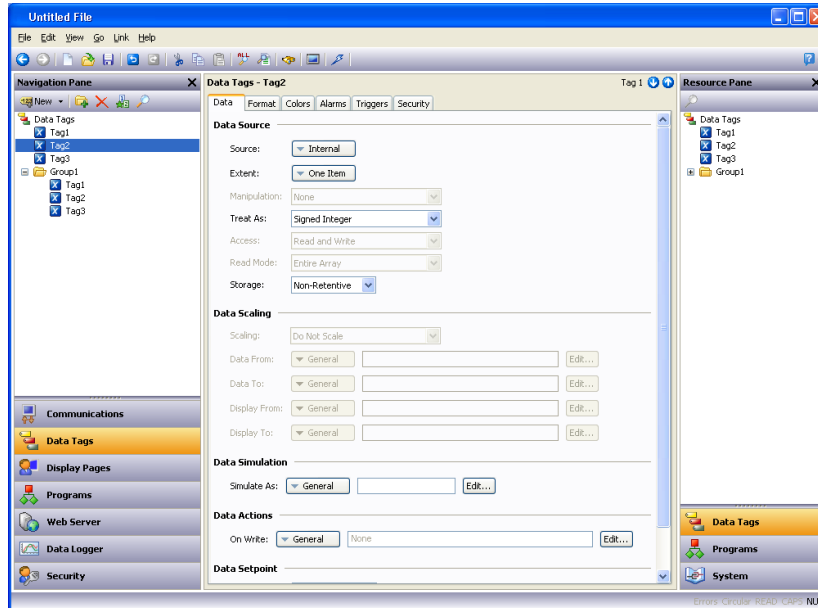 Untitled File
File Edit View Go Link Help
Navigation Pane
New
Data Tags
Tag1
Tag2
Tag3
Group1
Tag1
Tag2
Tag3
Communications
Data Tags
Display Pages
Programs
Web Server
Data Logger
Security
Data Tags - Tag2 Tag 1
Data Format Colors Alarms Triggers Security
Data Source
Source: Internal
Extent: One Item
Manipulation: None
Treat As: Signed Integer
Access: Read and Write
Read Mode: Entire Array
Storage: Non-Retentive
Data Scaling
Scaling: Do Not Scale
Data From: General Edit...
Data To: General Edit...
Display From: General Edit...
Display To: General Edit...
Data Simulation
Simulate As: General Edit...
Data Actions
On Write: General None Edit...
Data Setpoint
Resource Pane
Data Tags
Tag1
Tag2
Tag3
Group1
Data Tags
Programs
System
Errors Circular READ CAPS NU